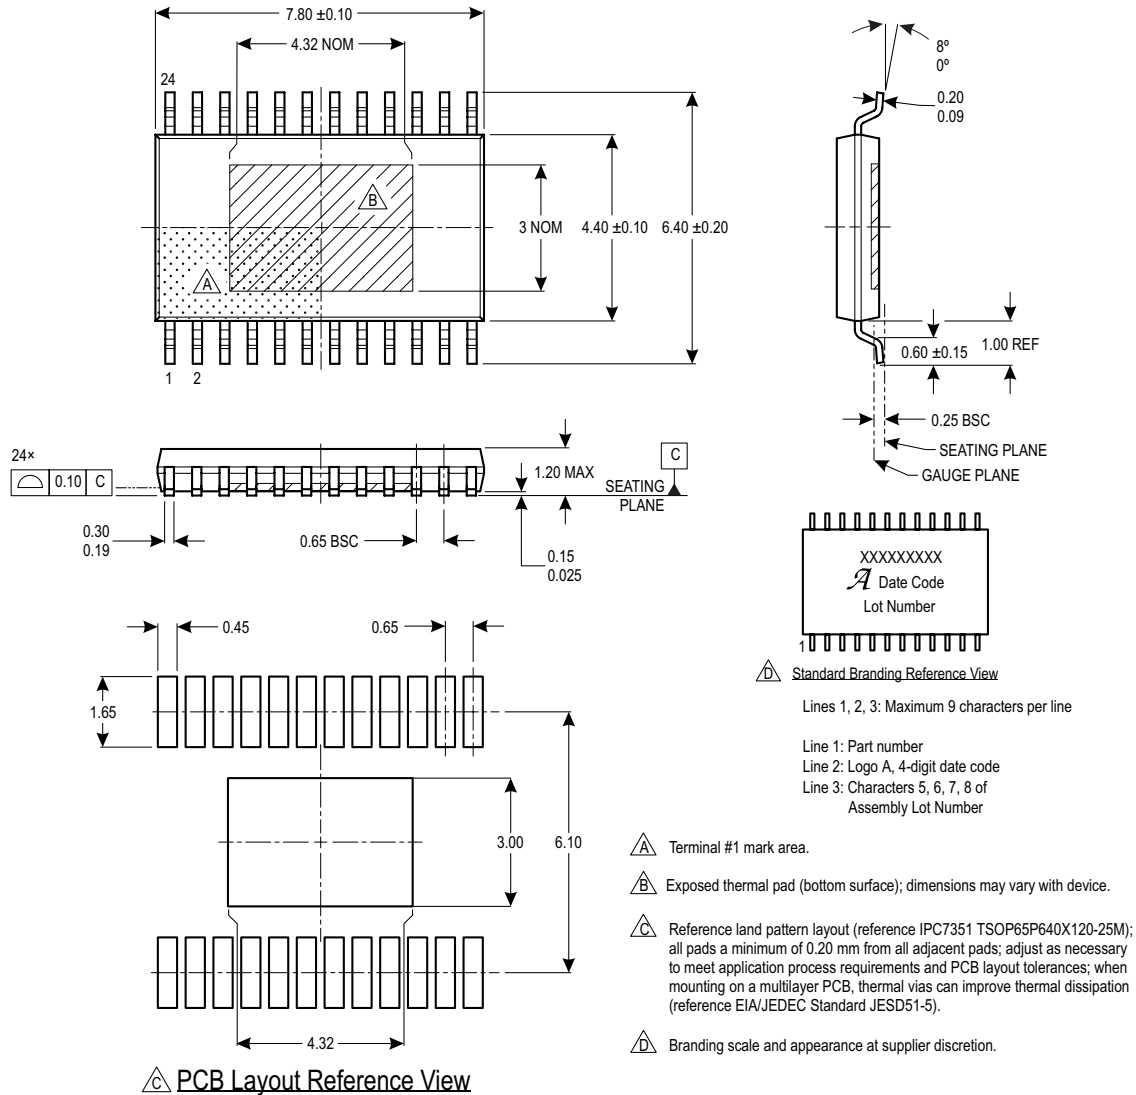 7.80 ±0.10
4.32 NOM
24
B
A
3 NOM
4.40 ±0.10
6.40 ±0.20
1
2
8º
0º
0.20
0.09
0.60 ±0.15
1.00 REF
0.25 BSC
SEATING PLANE
GAUGE PLANE
24×
0.10
C
1.20 MAX
C
SEATING
PLANE
0.30
0.19
0.65 BSC
0.15
0.025
XXXXXXXXX
A Date Code
Lot Number
1
D Standard Branding Reference View
Lines 1, 2, 3: Maximum 9 characters per line
Line 1: Part number
Line 2: Logo A, 4-digit date code
Line 3: Characters 5, 6, 7, 8 of
Assembly Lot Number
0.45
0.65
1.65
3.00
6.10
4.32
C PCB Layout Reference View
A Terminal #1 mark area.
B Exposed thermal pad (bottom surface); dimensions may vary with device.
C Reference land pattern layout (reference IPC7351 TSOP65P640X120-25M);
all pads a minimum of 0.20 mm from all adjacent pads; adjust as necessary
to meet application process requirements and PCB layout tolerances; when
mounting on a multilayer PCB, thermal vias can improve thermal dissipation
(reference EIA/JEDEC Standard JESD51-5).
D Branding scale and appearance at supplier discretion.